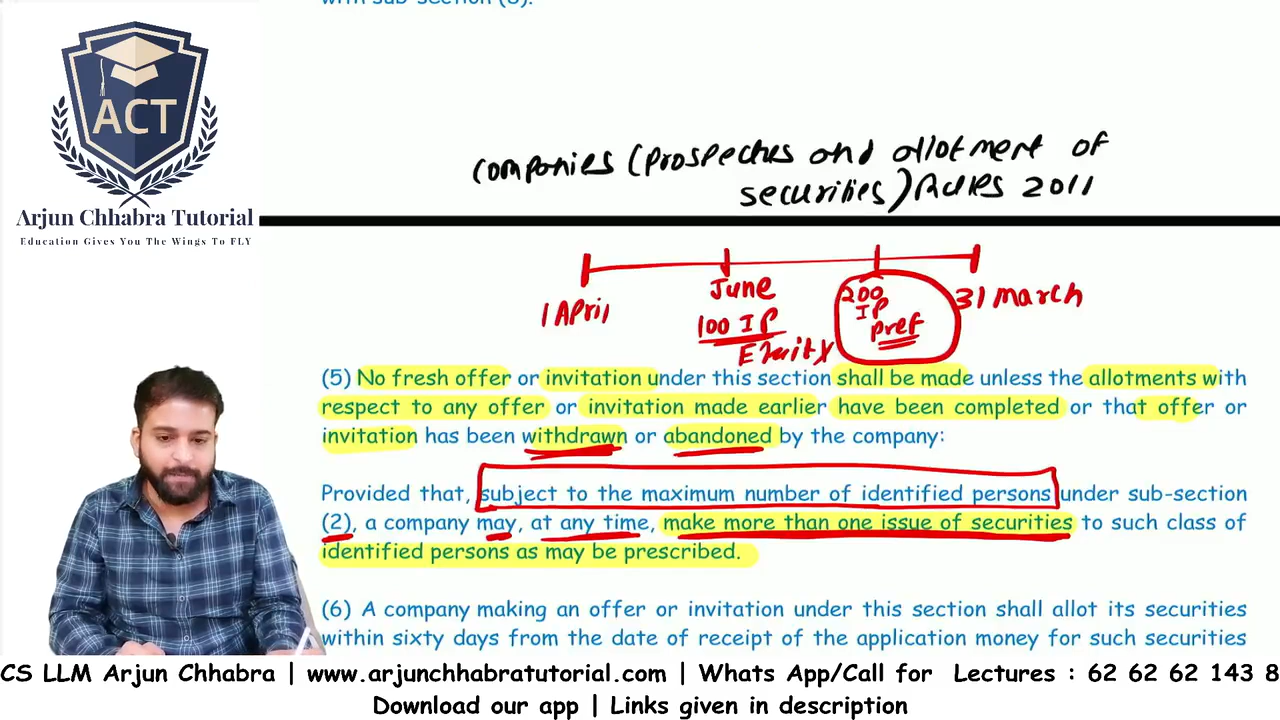 with sub-section (8).
ACT
Arjun Chhabra Tutorial
Education Gives You The Wings To FLY
Companies (Prospectus and allotment of
securities) Rules 2011
1 April
June
100 IP
Equity
200
IP
Pref
31 March
(5) No fresh offer or invitation under this section shall be made unless the allotments with
respect to any offer or invitation made earlier have been completed or that offer or
invitation has been withdrawn or abandoned by the company:
Provided that, subject to the maximum number of identified persons under sub-section
(2), a company may, at any time, make more than one issue of securities to such class of
identified persons as may be prescribed.
(6) A company making an offer or invitation under this section shall allot its securities
within sixty days from the date of receipt of the application money for such securities
CS LLM Arjun Chhabra | www.arjunchhabratutorial.com | Whats App/Call for Lectures : 62 62 62 143 8
Download our app | Links given in description